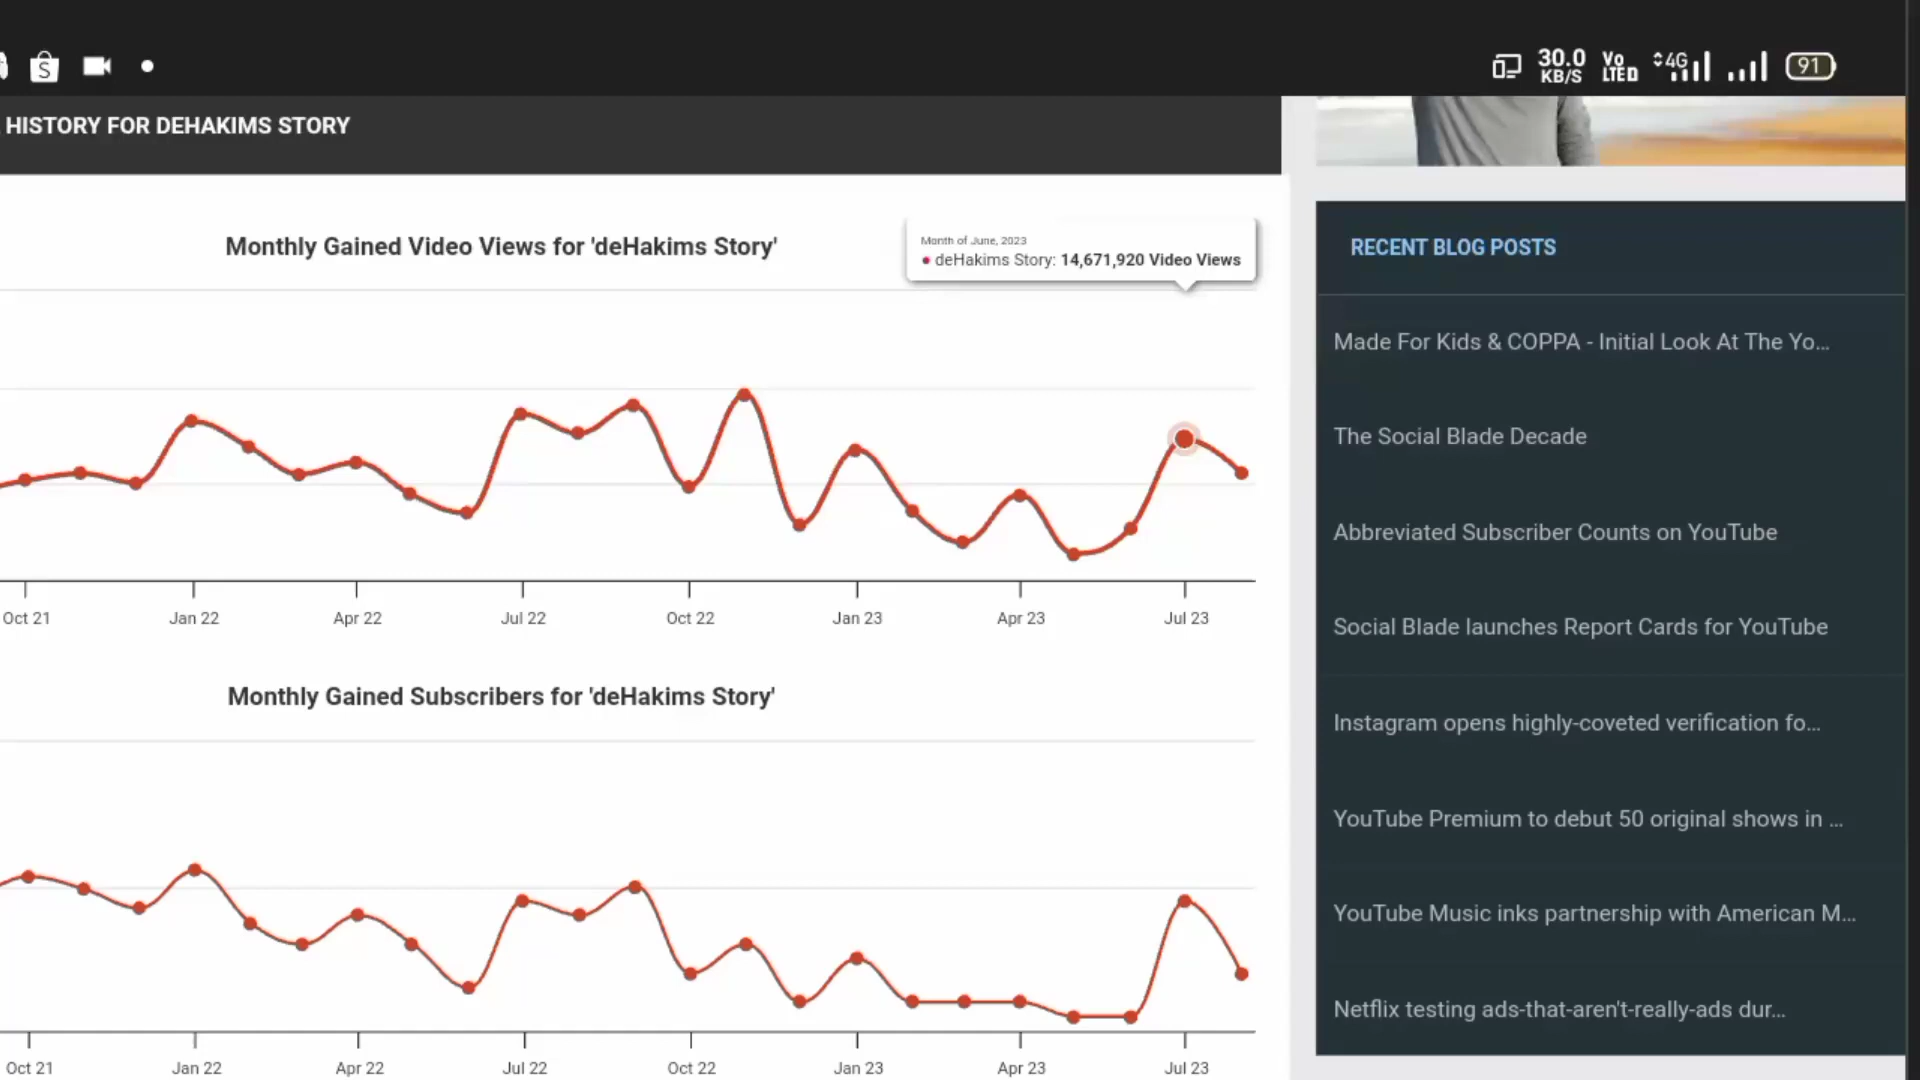 S
30.0
KB/S
Vo
LTED
4G
91
HISTORY FOR DEHAKIMS STORY
Monthly Gained Video Views for 'deHakims Story'
Month of June, 2023
deHakims Story: 14,671,920 Video Views
Oct 21
Jan 22
Apr 22
Jul 22
Oct 22
Jan 23
Apr 23
Jul 23
Monthly Gained Subscribers for 'deHakims Story'
Oct 21
Jan 22
Apr 22
Jul 22
Oct 22
Jan 23
Apr 23
Jul 23
RECENT BLOG POSTS
Made For Kids & COPPA - Initial Look At The Yo...
The Social Blade Decade
Abbreviated Subscriber Counts on YouTube
Social Blade launches Report Cards for YouTube
Instagram opens highly-coveted verification fo...
YouTube Premium to debut 50 original shows in ...
YouTube Music inks partnership with American M...
Netflix testing ads-that-aren't-really-ads dur...